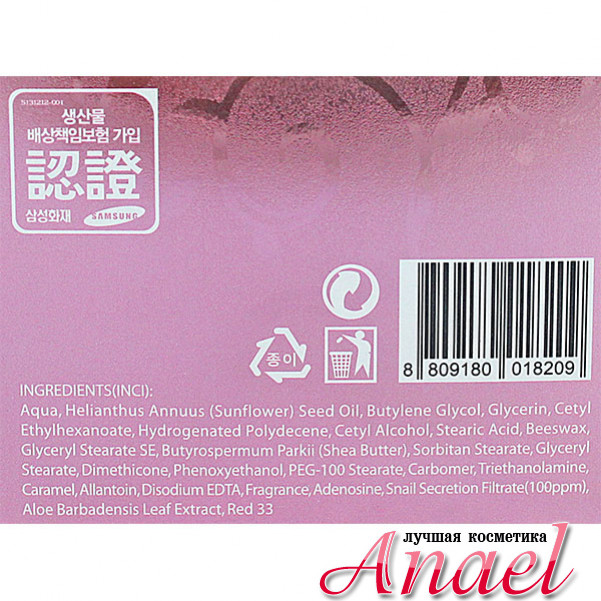 S131212-001
생산물
배상책임보험 가입
認證
삼성화재 SAMSUNG
종이
8 809180 018209
INGREDIENTS(INCI):
Aqua, Helianthus Annuus (Sunflower) Seed Oil, Butylene Glycol, Glycerin, Cetyl
Ethylhexanoate, Hydrogenated Polydecene, Cetyl Alcohol, Stearic Acid, Beeswax,
Glyceryl Stearate SE, Butyrospermum Parkii (Shea Butter), Sorbitan Stearate, Glyceryl
Stearate, Dimethicone, Phenoxyethanol, PEG-100 Stearate, Carbomer, Triethanolamine,
Caramel, Allantoin, Disodium EDTA, Fragrance, Adenosine, Snail Secretion Filtrate(100ppm),
Aloe Barbadensis Leaf Extract, Red 33
лучшая косметика
Anael